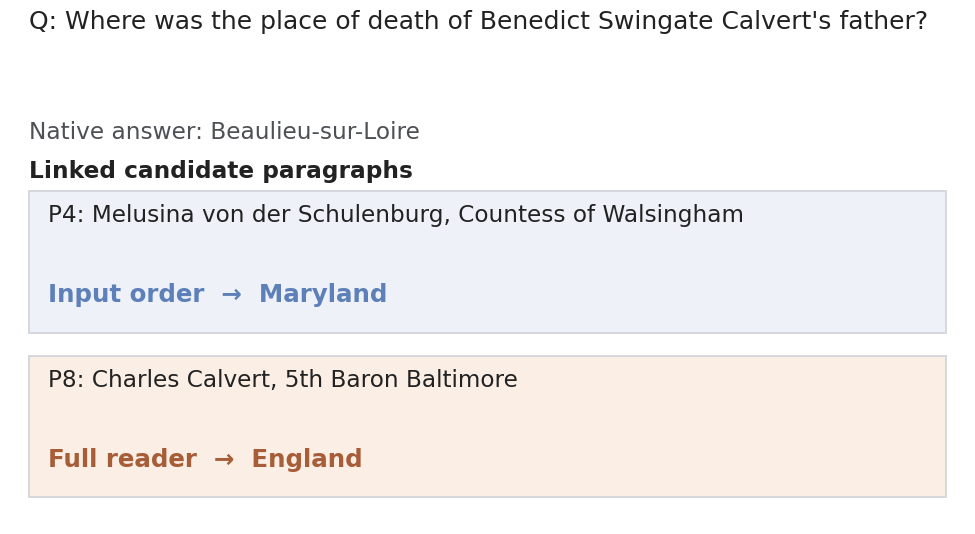 Q: Where was the place of death of Benedict Swingate Calvert's father?
Native answer: Beaulieu-sur-Loire
Linked candidate paragraphs
P4: Melusina von der Schulenburg, Countess of Walsingham
Input order → Maryland
P8: Charles Calvert, 5th Baron Baltimore
Full reader → England